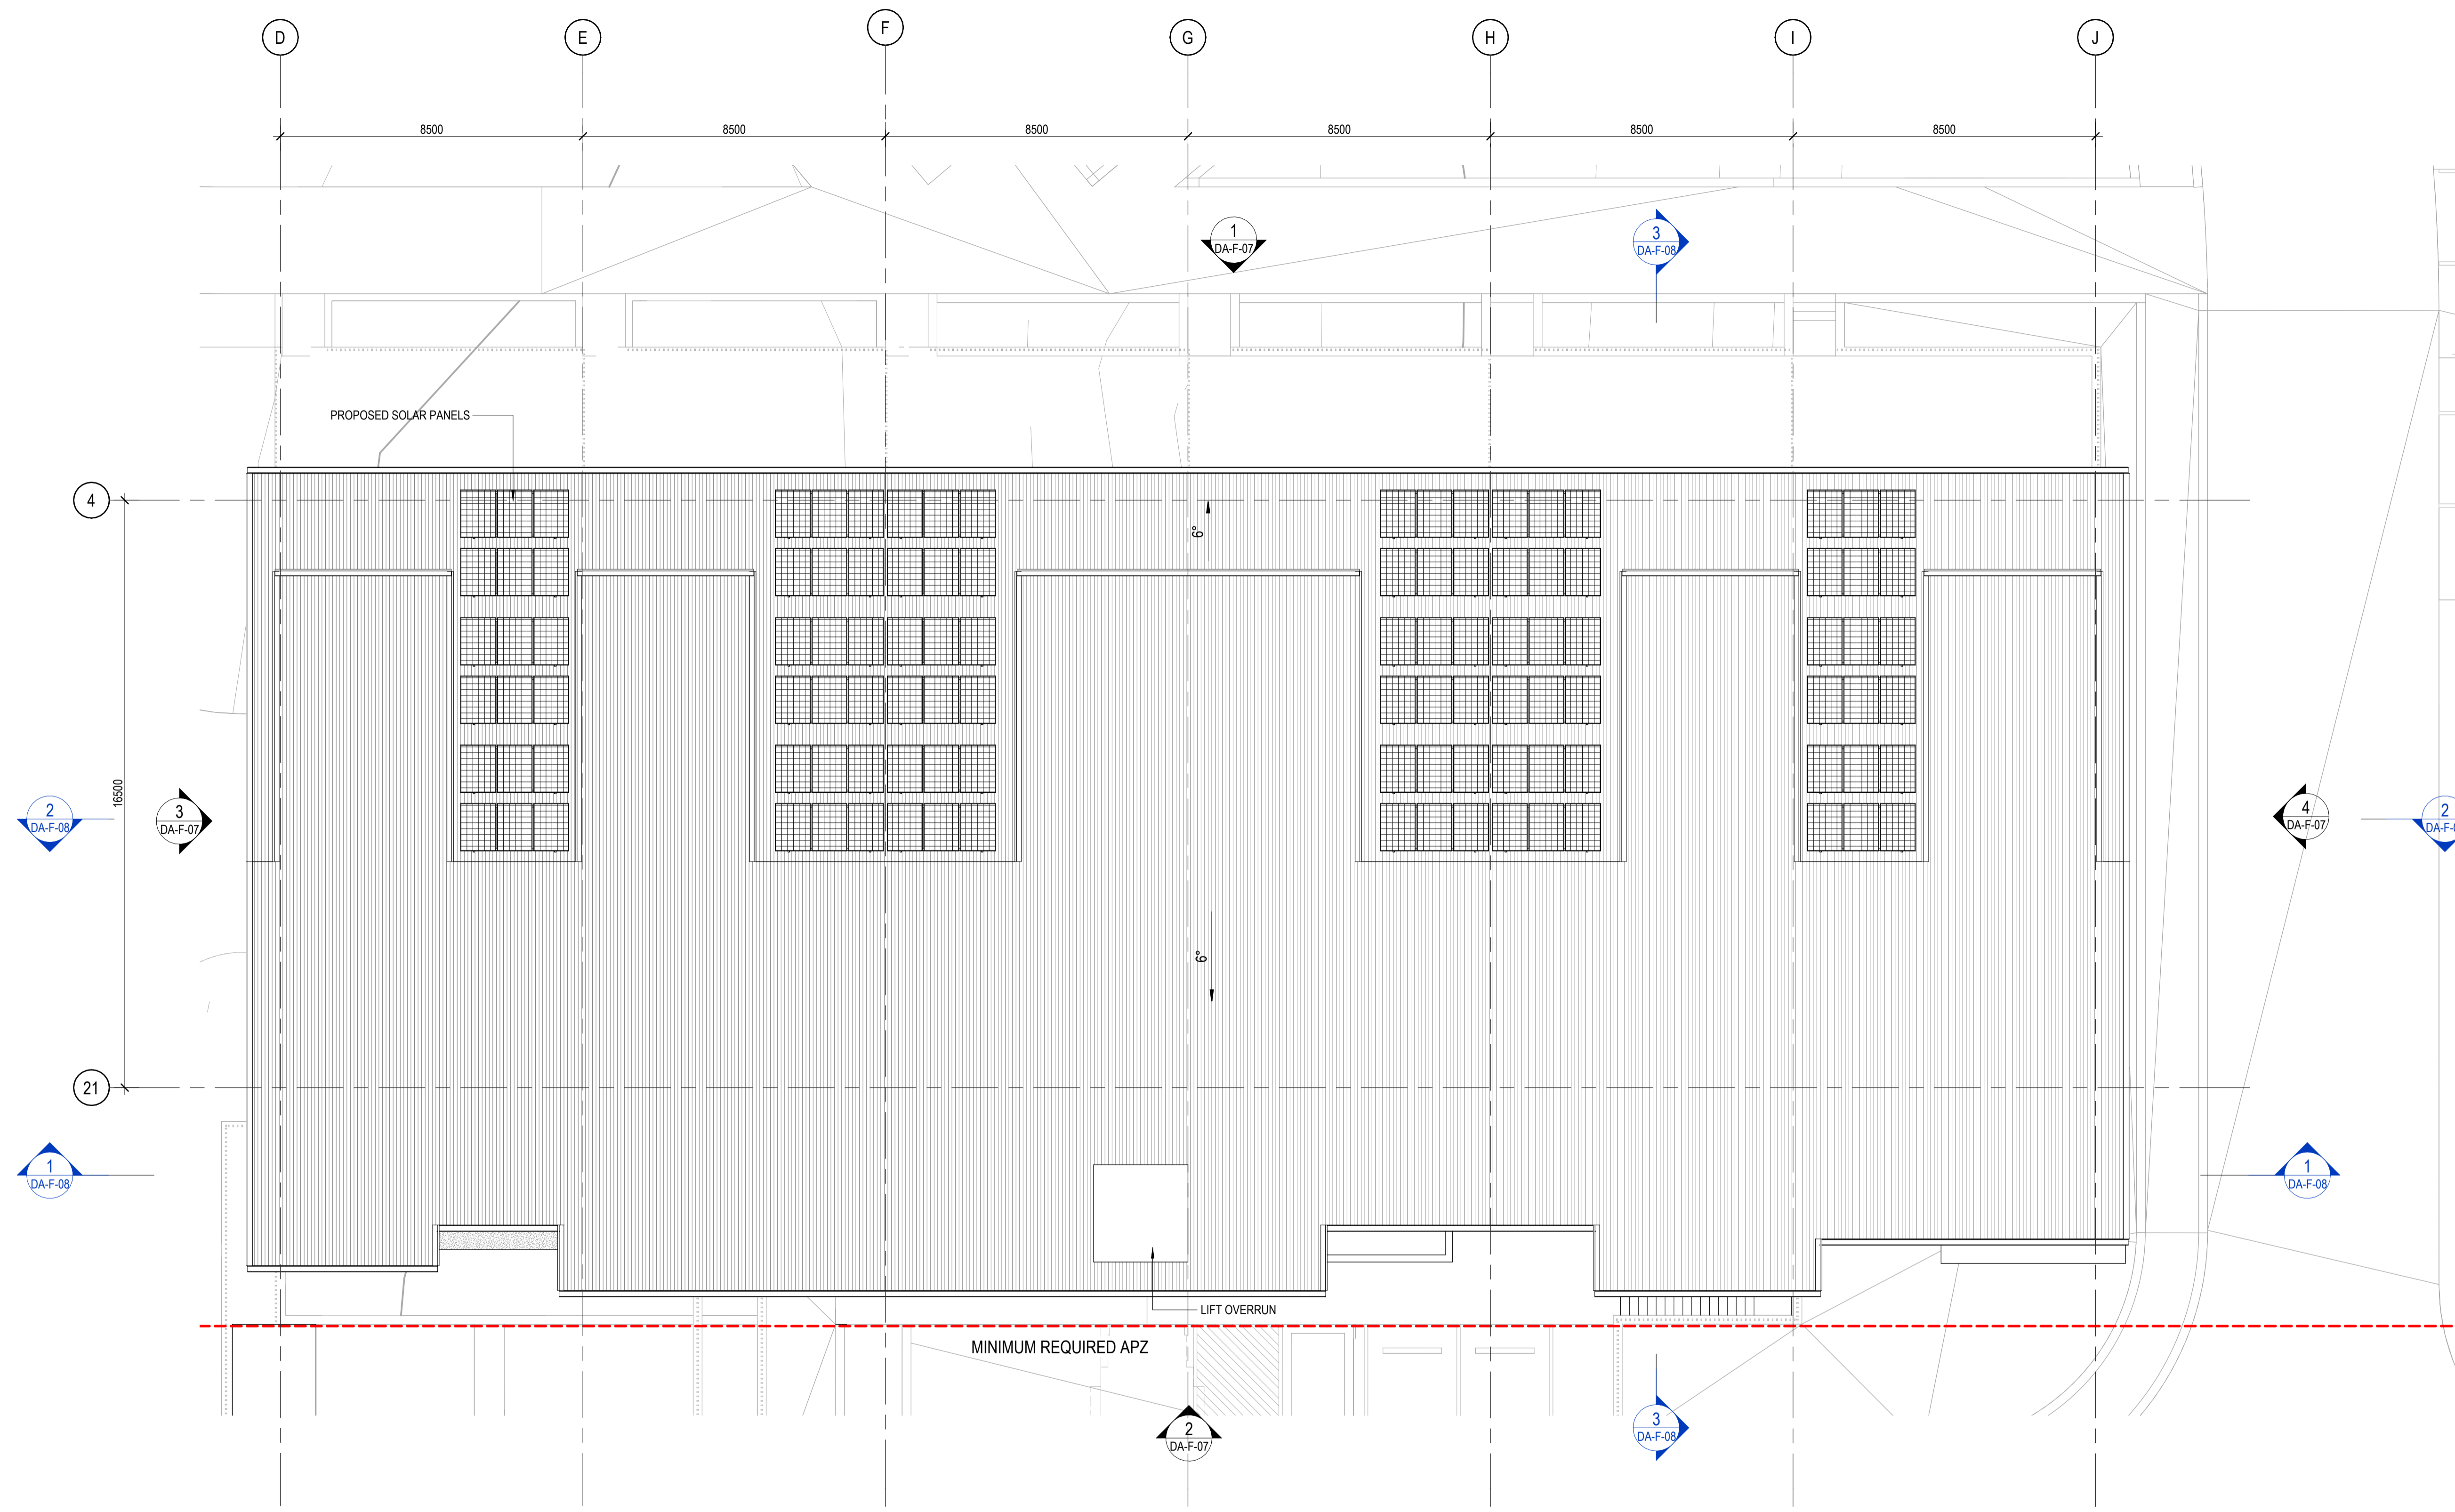 D
E
F
G
H
I
J
8500
8500
8500
8500
8500
8500
1
DA-F-07
3
DA-F-08
PROPOSED SOLAR PANELS
4
6°
16500
2
DA-F-08
3
DA-F-07
4
DA-F-07
2
6°
21
1
DA-F-08
1
DA-F-08
LIFT OVERRUN
MINIMUM REQUIRED APZ
2
DA-F-07
3
DA-F-08